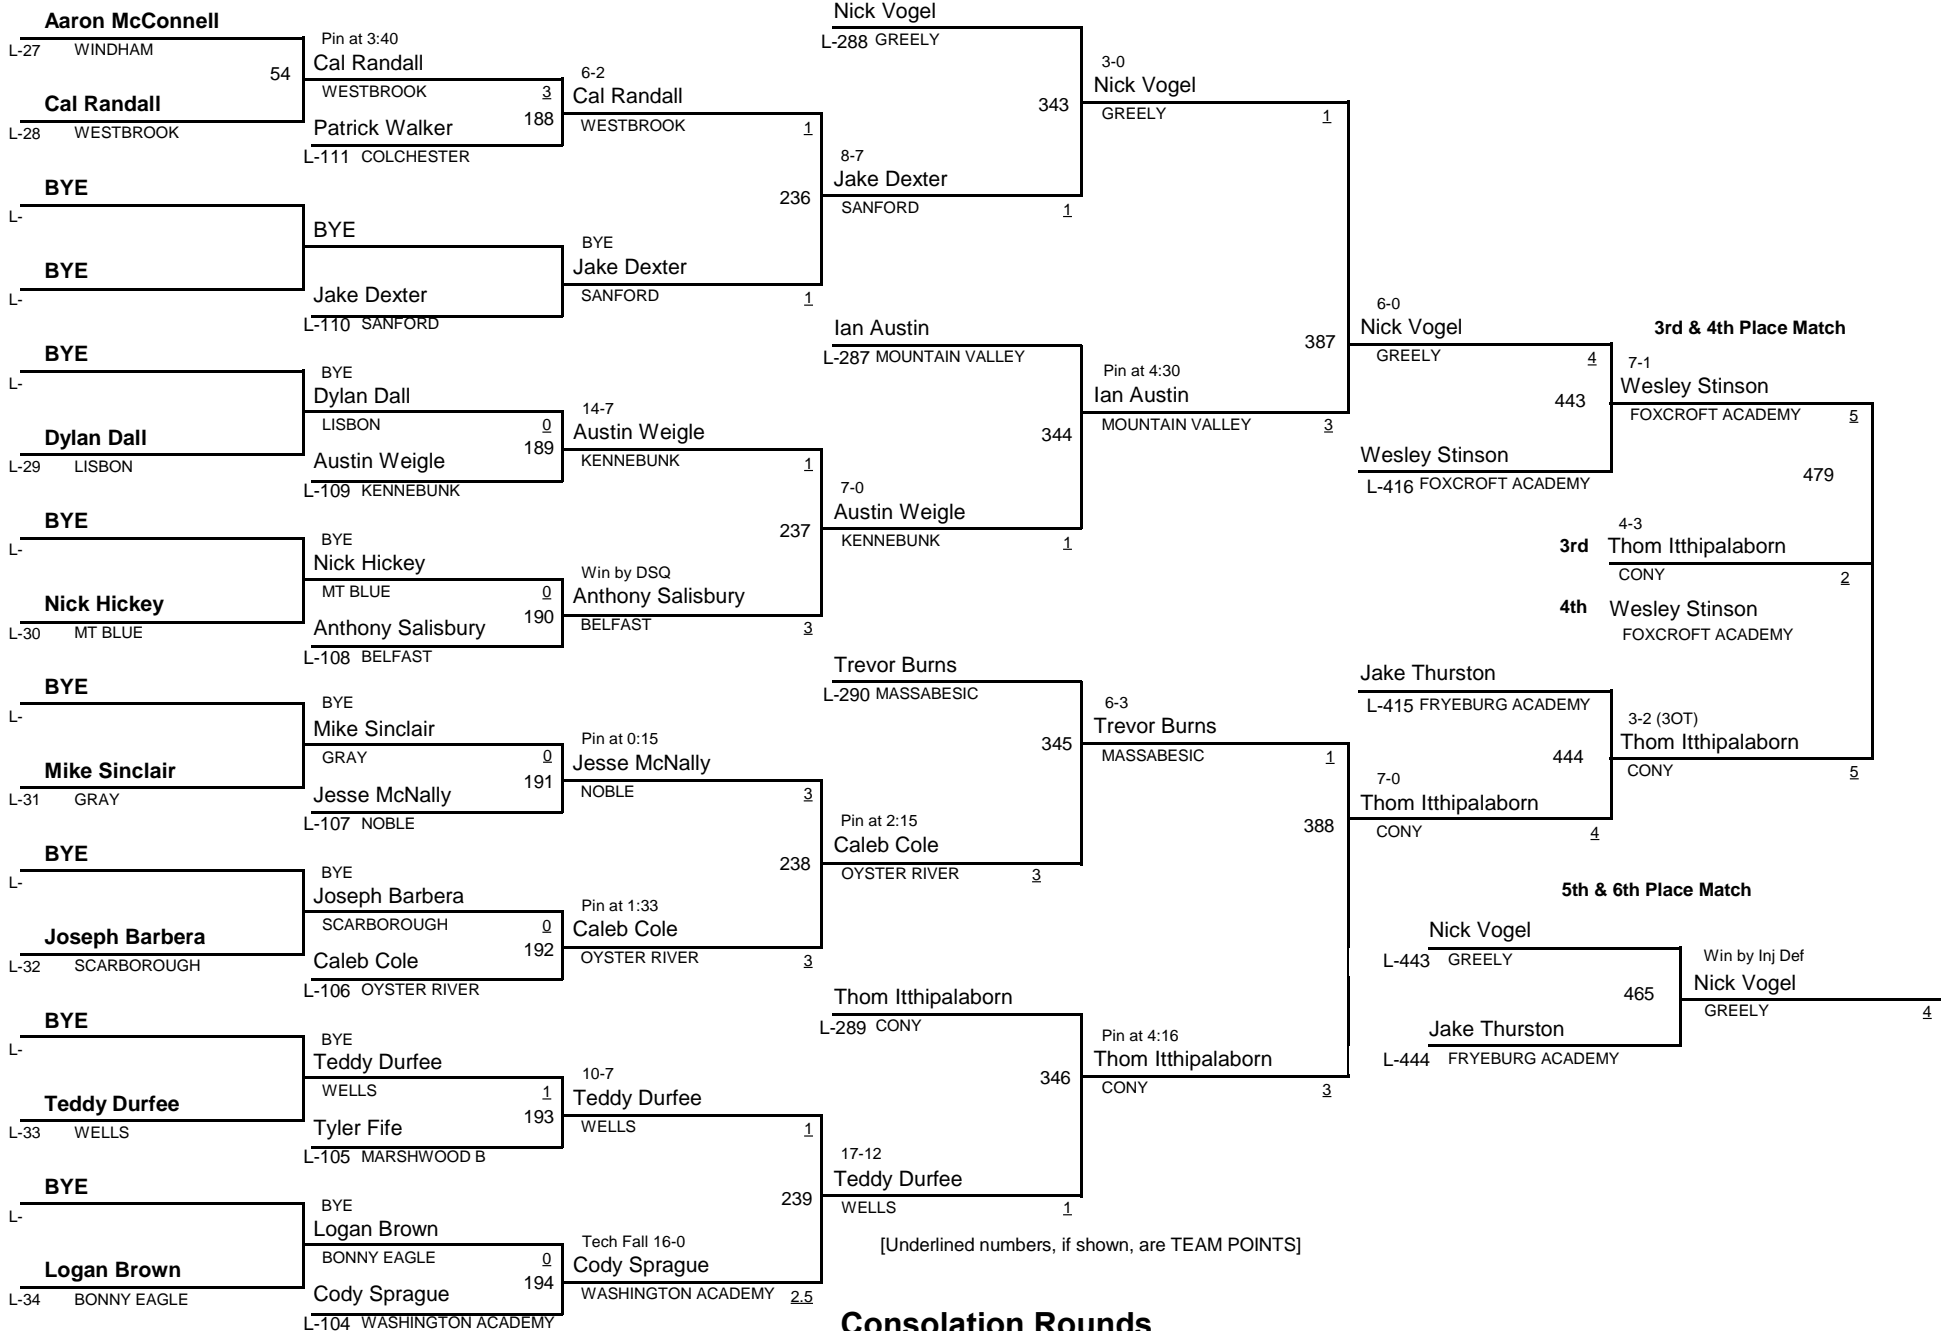 Aaron McConnell
L-27 WINDHAM
54
Cal Randall
L-28 WESTBROOK
BYE
L-
BYE
L-
BYE
L-
Dylan Dall
L-29 LISBON
BYE
L-
Nick Hickey
L-30 MT BLUE
BYE
L-
Mike Sinclair
L-31 GRAY
BYE
L-
Joseph Barbera
L-32 SCARBOROUGH
BYE
L-
Teddy Durfee
L-33 WELLS
BYE
L-
Logan Brown
L-34 BONNY EAGLE
Pin at 3:40
Cal Randall
WESTBROOK 3
188
Patrick Walker
L-111 COLCHESTER
BYE
Jake Dexter
L-110 SANFORD
BYE
Dylan Dall
LISBON 0
189
Austin Weigle
L-109 KENNEBUNK
BYE
Nick Hickey
MT BLUE 0
190
Anthony Salisbury
L-108 BELFAST
BYE
Mike Sinclair
GRAY 0
191
Jesse McNally
L-107 NOBLE
BYE
Joseph Barbera
SCARBOROUGH 0
192
Caleb Cole
L-106 OYSTER RIVER
BYE
Teddy Durfee
WELLS 1
193
Tyler Fife
L-105 MARSHWOOD B
BYE
Logan Brown
BONNY EAGLE 0
194
Cody Sprague
L-104 WASHINGTON ACADEMY
6-2
Cal Randall
WESTBROOK 1
236
BYE
Jake Dexter
SANFORD 1
14-7
Austin Weigle
KENNEBUNK 1
237
Win by DSQ
Anthony Salisbury
BELFAST 3
Pin at 0:15
Jesse McNally
NOBLE 3
238
Pin at 1:33
Caleb Cole
OYSTER RIVER 3
10-7
Teddy Durfee
WELLS 1
239
Tech Fall 16-0
Cody Sprague
WASHINGTON ACADEMY 2.5
Nick Vogel
L-288 GREELY
343
8-7
Jake Dexter
SANFORD 1
Ian Austin
L-287 MOUNTAIN VALLEY
344
7-0
Austin Weigle
KENNEBUNK 1
Trevor Burns
L-290 MASSABESIC
345
Pin at 2:15
Caleb Cole
OYSTER RIVER 3
Thom Itthipalaborn
L-289 CONY
346
17-12
Teddy Durfee
WELLS 1
3-0
Nick Vogel
GREELY 1
387
Pin at 4:30
Ian Austin
MOUNTAIN VALLEY 3
6-3
Trevor Burns
MASSABESIC 1
388
Pin at 4:16
Thom Itthipalaborn
CONY 3
6-0
Nick Vogel
GREELY 4
443
Wesley Stinson
L-416 FOXCROFT ACADEMY
Jake Thurston
L-415 FRYEBURG ACADEMY
444
7-0
Thom Itthipalaborn
CONY 4
3rd & 4th Place Match
7-1
Wesley Stinson
FOXCROFT ACADEMY 5
479
4-3
3rd Thom Itthipalaborn
CONY 2
4th Wesley Stinson
FOXCROFT ACADEMY
3-2 (3OT)
Thom Itthipalaborn
CONY 5
5th & 6th Place Match
Nick Vogel
L-443 GREELY
465
Jake Thurston
L-444 FRYEBURG ACADEMY
Win by Inj Def
Nick Vogel
GREELY 4
[Underlined numbers, if shown, are TEAM POINTS]
Consolation Rounds